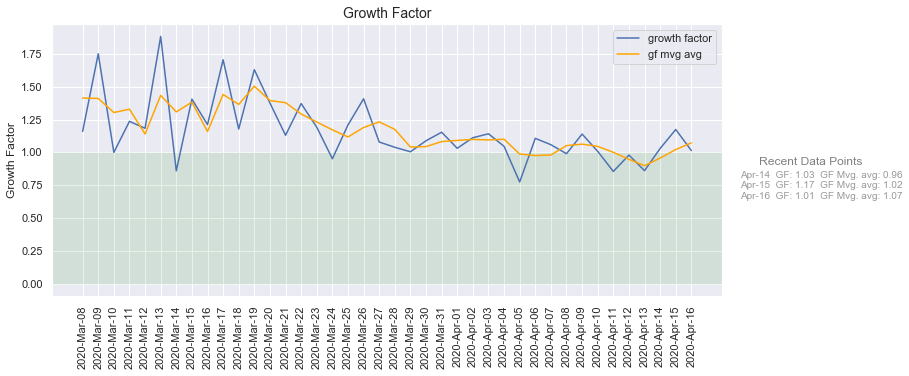 Growth Factor
growth factor
gf mvg avg
Growth Factor
1.75
1.50
1.25
1.00
0.75
0.50
0.25
0.00
2020-Mar-08
2020-Mar-09
2020-Mar-10
2020-Mar-11
2020-Mar-12
2020-Mar-13
2020-Mar-14
2020-Mar-15
2020-Mar-16
2020-Mar-17
2020-Mar-18
2020-Mar-19
2020-Mar-20
2020-Mar-21
2020-Mar-22
2020-Mar-23
2020-Mar-24
2020-Mar-25
2020-Mar-26
2020-Mar-27
2020-Mar-28
2020-Mar-29
2020-Mar-30
2020-Mar-31
2020-Apr-01
2020-Apr-02
2020-Apr-03
2020-Apr-04
2020-Apr-05
2020-Apr-06
2020-Apr-07
2020-Apr-08
2020-Apr-09
2020-Apr-10
2020-Apr-11
2020-Apr-12
2020-Apr-13
2020-Apr-14
2020-Apr-15
2020-Apr-16
Recent Data Points
Apr-14 GF: 1.03 GF Mvg. avg: 0.96
Apr-15 GF: 1.17 GF Mvg. avg: 1.02
Apr-16 GF: 1.01 GF Mvg. avg: 1.07